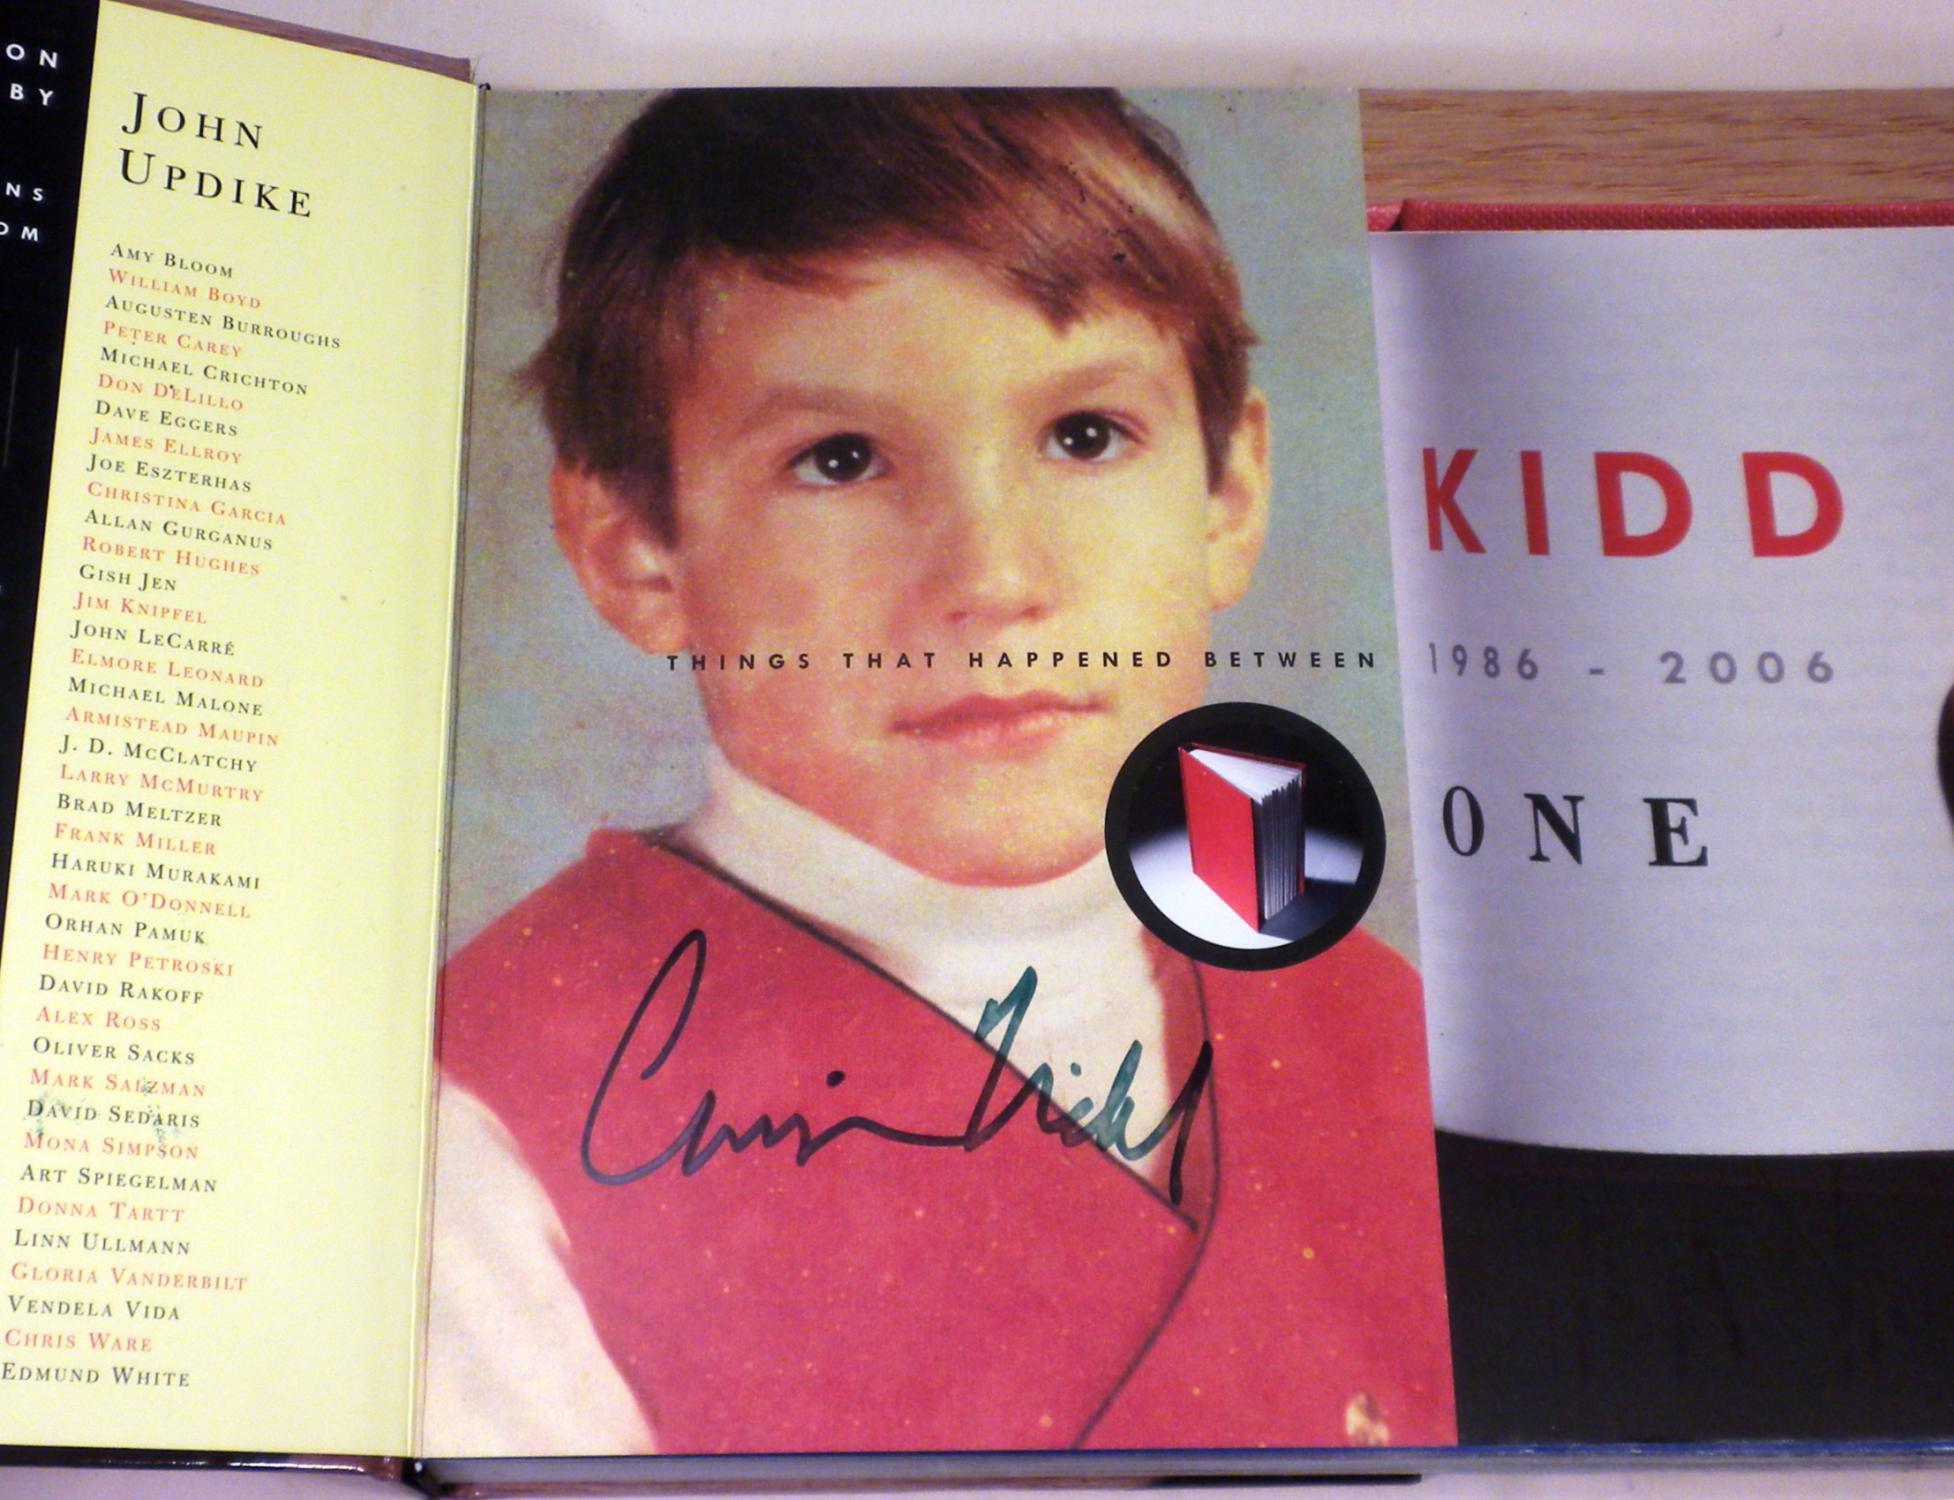 ON
BY
NS
OM
JOHN
UPDIKE
AMY BLOOM
WILLIAM BOYD
AUGUSTEN BURROUGHS
PETER CAREY
MICHAEL CRICHTON
DON DELILLO
DAVE EGGERS
JAMES ELLROY
JOE ESZTERHAS
CHRISTINA GARCIA
ALLAN GURGANUS
ROBERT HUGHES
GISH JEN
JIM KNIPFEL
JOHN LECARRÉ
ELMORE LEONARD
MICHAEL MALONE
ARMISTEAD MAUPIN
J. D. MCCLATCHY
LARRY MCMURTRY
BRAD MELTZER
FRANK MILLER
HARUKI MURAKAMI
MARK O'DONNELL
ORHAN PAMUK
HENRY PETROSKI
DAVID RAKOFF
ALEX ROSS
OLIVER SACKS
MARK SALZMAN
DAVID SEDARIS
MONA SIMPSON
ART SPIEGELMAN
DONNA TARTT
LINN ULLMANN
GLORIA VANDERBILT
VENDELA VIDA
CHRIS WARE
EDMUND WHITE
THINGS THAT HAPPENED BETWEEN
KIDD
1986 - 2006
ONE